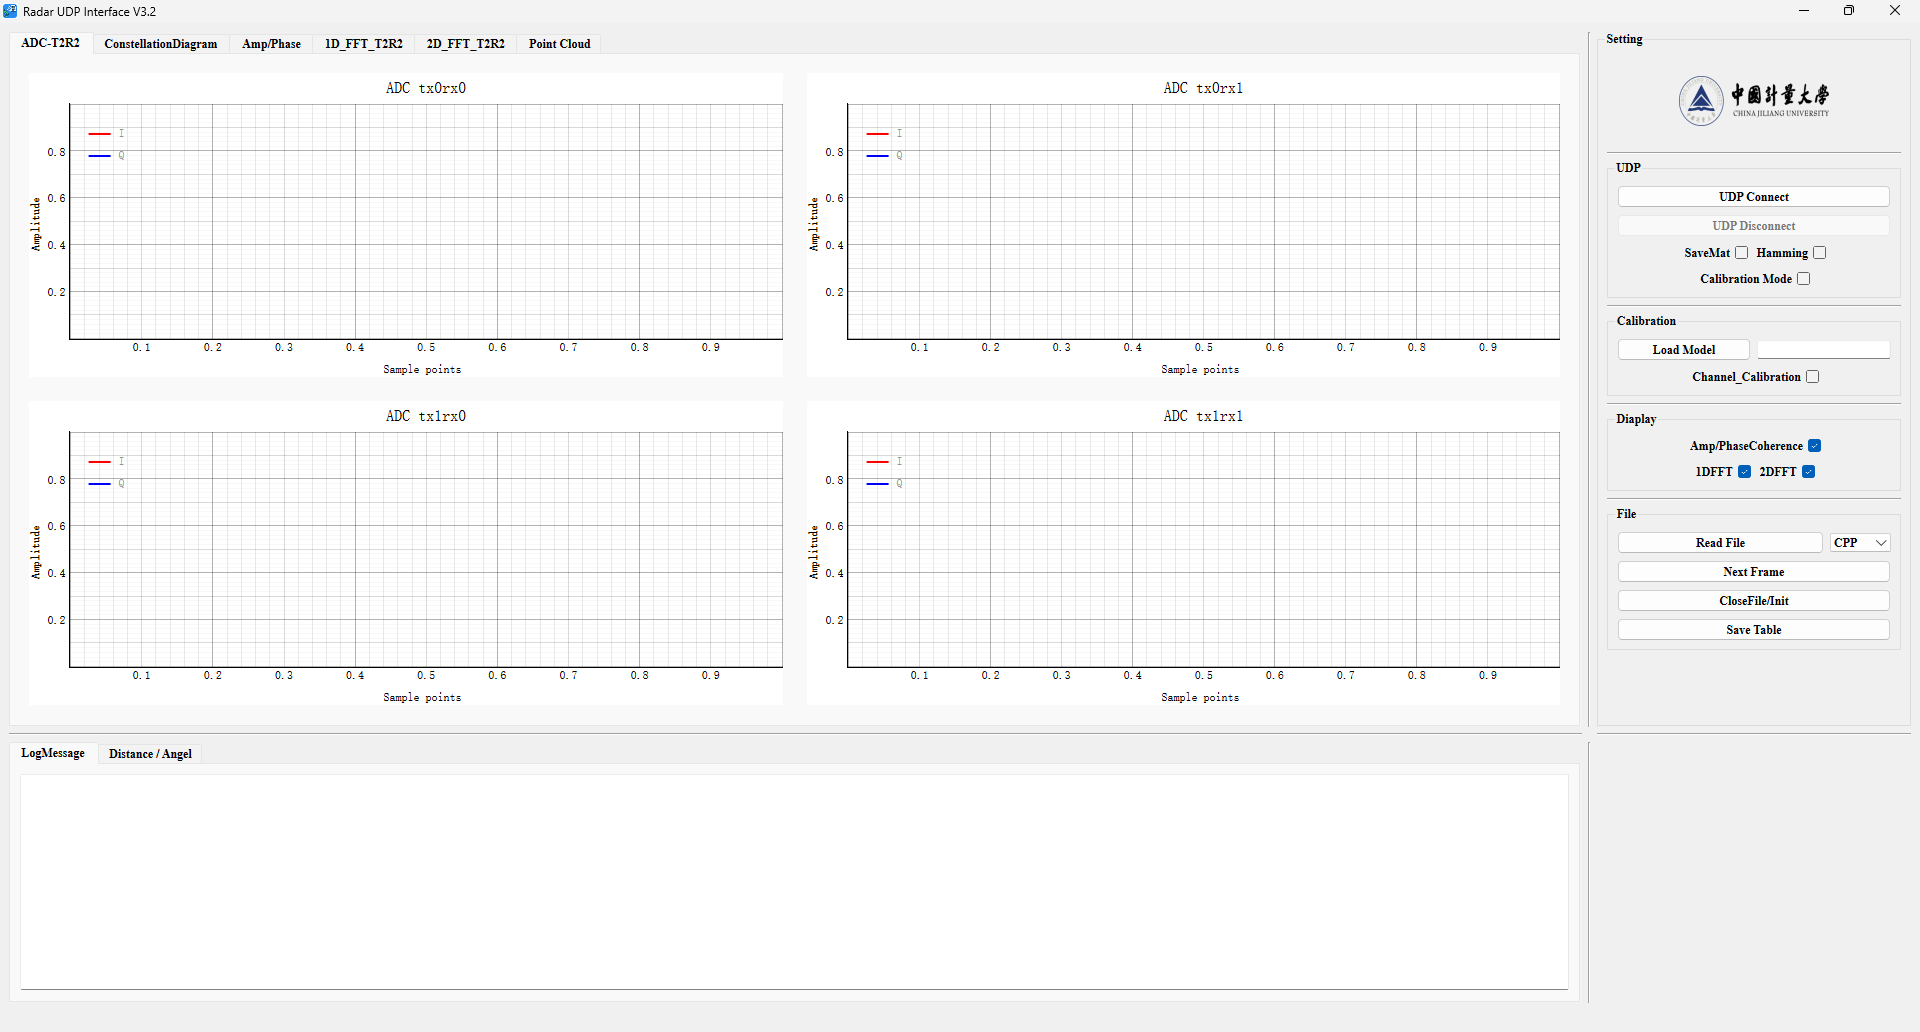 Radar UDP Interface V3.2
ADC-T2R2 ConstellationDiagram Amp/Phase 1D_FFT_T2R2 2D_FFT_T2R2 Point Cloud
ADC tx0rx0
I
Q
Amplitude
0.8
0.6
0.4
0.2
0.1 0.2 0.3 0.4 0.5 0.6 0.7 0.8 0.9
Sample points
ADC tx0rx1
I
Q
Amplitude
0.8
0.6
0.4
0.2
0.1 0.2 0.3 0.4 0.5 0.6 0.7 0.8 0.9
Sample points
ADC tx1rx0
I
Q
Amplitude
0.8
0.6
0.4
0.2
0.1 0.2 0.3 0.4 0.5 0.6 0.7 0.8 0.9
Sample points
ADC tx1rx1
I
Q
Amplitude
0.8
0.6
0.4
0.2
0.1 0.2 0.3 0.4 0.5 0.6 0.7 0.8 0.9
Sample points
LogMessage Distance / Angel
Setting
中國計量大學
CHINA JILIANG UNIVERSITY
UDP
UDP Connect
UDP Disconnect
SaveMat Hamming
Calibration Mode
Calibration
Load Model
Channel_Calibration
Diaplay
Amp/PhaseCoherence
1DFFT 2DFFT
File
Read File CPP
Next Frame
CloseFile/Init
Save Table